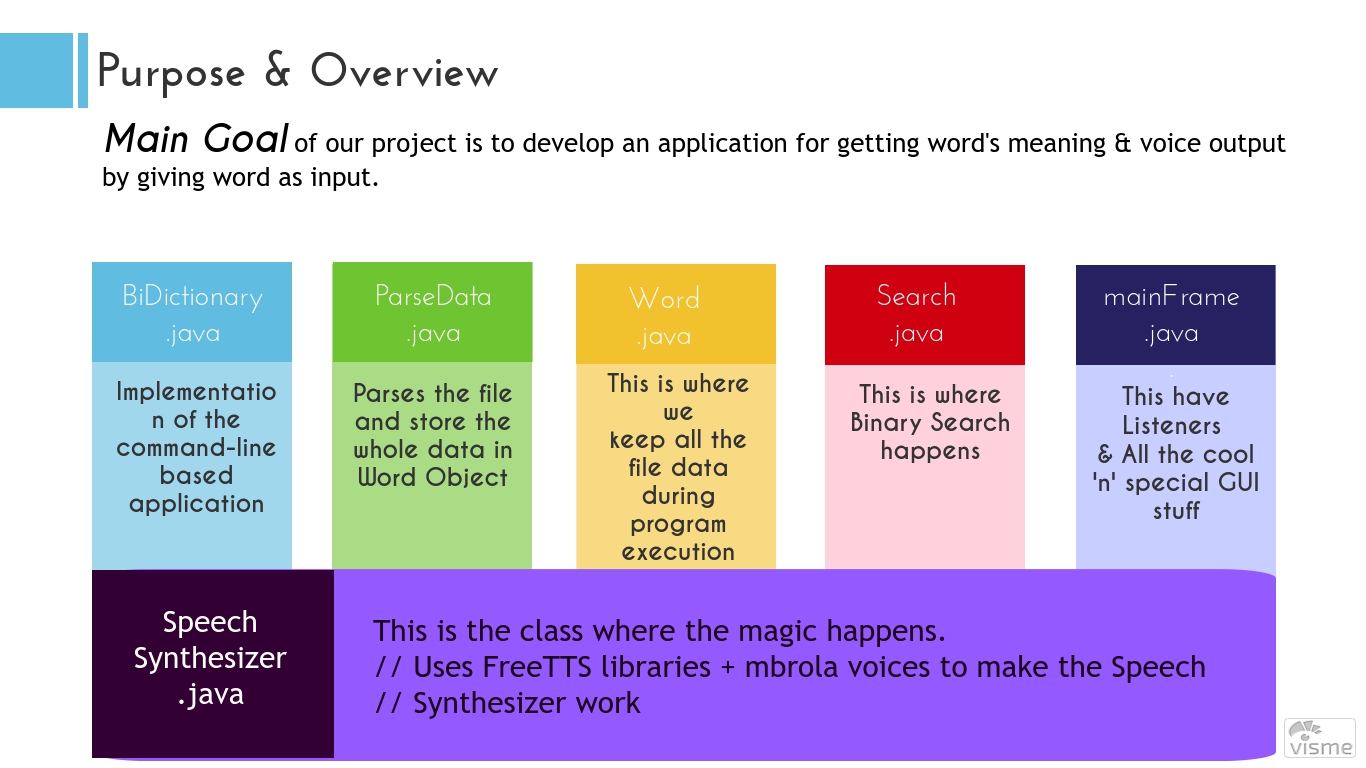 Purpose & Overview
Main Goal of our project is to develop an application for getting word's meaning & voice output
by giving word as input.
BiDictionary
.java
Implementatio
n of the
command-line
based
application
ParseData
.java
Parses the file
and store the
whole data in
Word Object
Word
.java
This is where
we
keep all the
file data
during
program
execution
Search
.java
This is where
Binary Search
happens
mainFrame
.java
This have
Listeners
& All the cool
'n' special GUI
stuff
Speech
Synthesizer
.java
This is the class where the magic happens.
// Uses FreeTTS libraries + mbrola voices to make the Speech
// Synthesizer work
visme